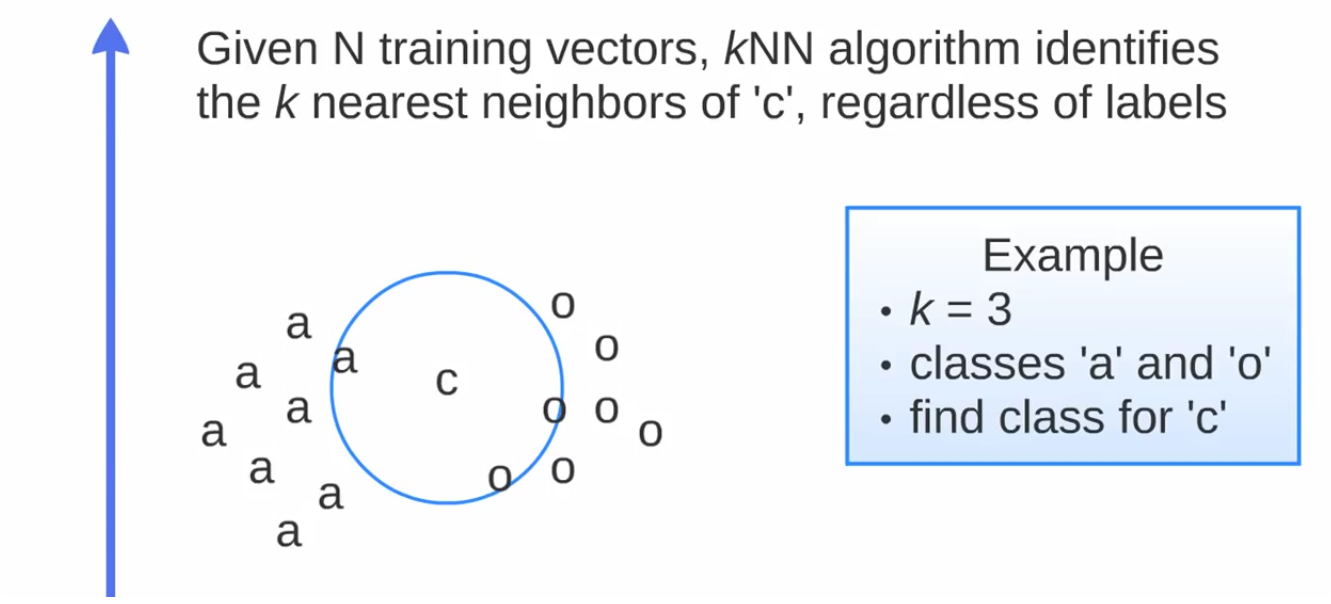 Given N training vectors, kNN algorithm identifies
the k nearest neighbors of 'c', regardless of labels
Example
• k = 3
• classes 'a' and 'o'
• find class for 'c'
o
a
o
a
a
c
a
o o
a
o
a
o
o
a
a